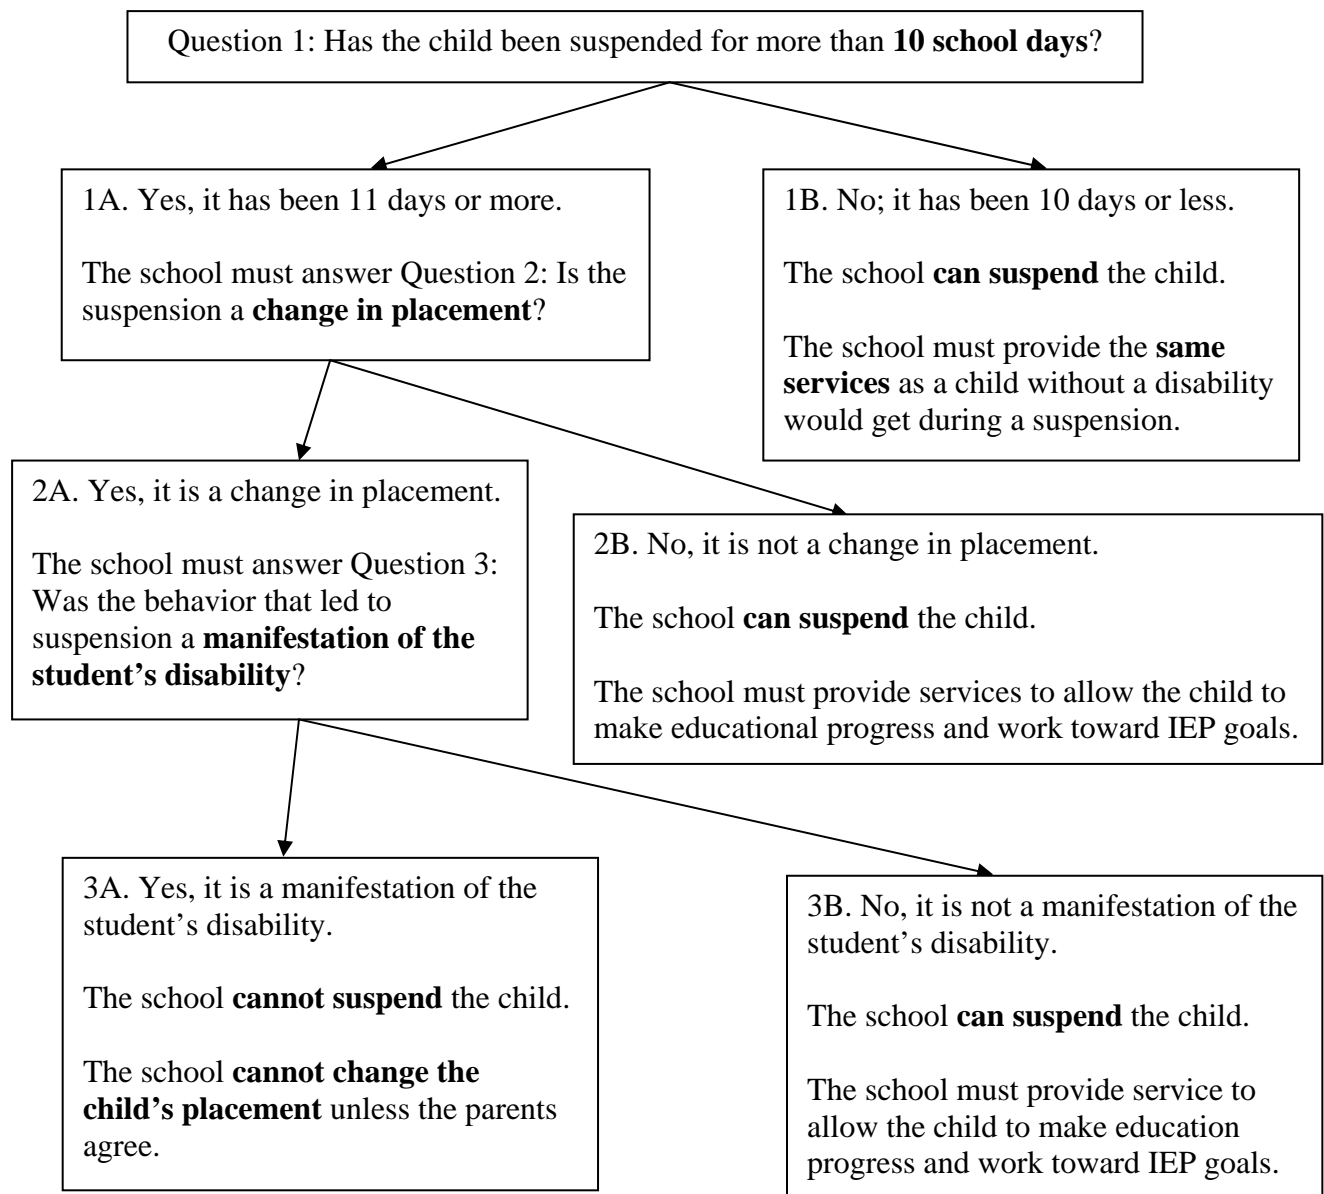 Question 1: Has the child been suspended for more than 10 school days?
1A. Yes, it has been 11 days or more.
The school must answer Question 2: Is the
suspension a change in placement?
1B. No; it has been 10 days or less.
The school can suspend the child.
The school must provide the same
services as a child without a disability
would get during a suspension.
2A. Yes, it is a change in placement.
The school must answer Question 3:
Was the behavior that led to
suspension a manifestation of the
student’s disability?
2B. No, it is not a change in placement.
The school can suspend the child.
The school must provide services to allow the child to
make educational progress and work toward IEP goals.
3A. Yes, it is a manifestation of the
student’s disability.
The school cannot suspend the child.
The school cannot change the
child’s placement unless the parents
agree.
3B. No, it is not a manifestation of the
student’s disability.
The school can suspend the child.
The school must provide service to
allow the child to make education
progress and work toward IEP goals.